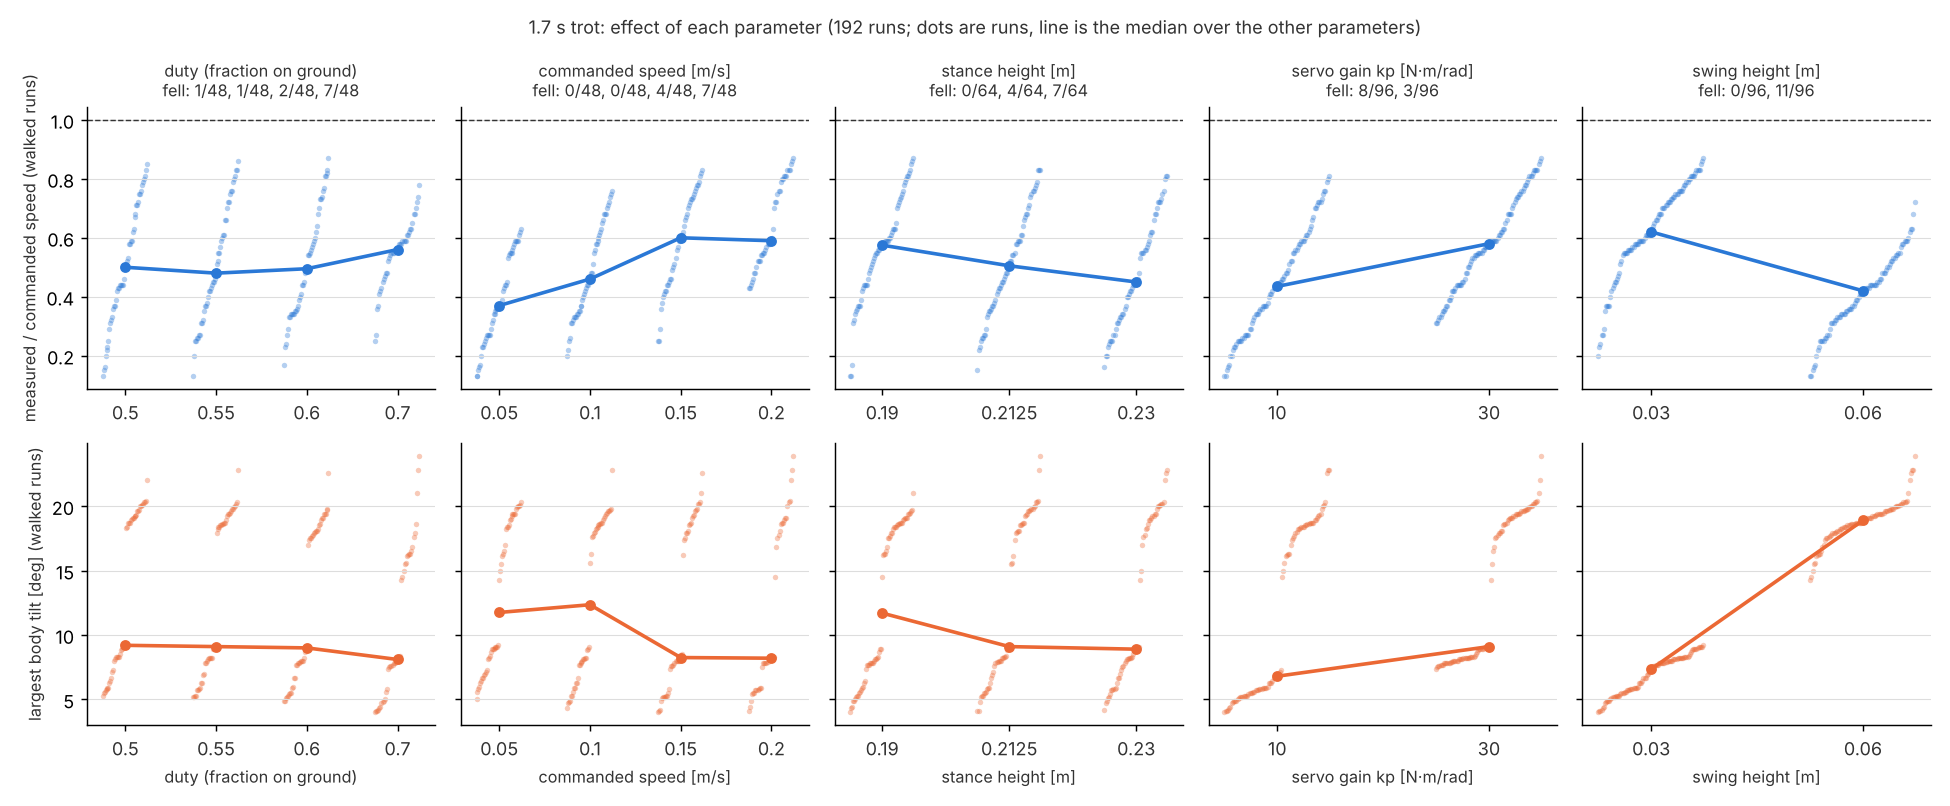 1.7 s trot: effect of each parameter (192 runs; dots are runs, line is the median over the other parameters)
duty (fraction on ground)
fell: 1/48, 1/48, 2/48, 7/48
commanded speed [m/s]
fell: 0/48, 0/48, 4/48, 7/48
stance height [m]
fell: 0/64, 4/64, 7/64
servo gain kp [N·m/rad]
fell: 8/96, 3/96
swing height [m]
fell: 0/96, 11/96
measured / commanded speed (walked runs)
1.0
0.8
0.6
0.4
0.2
0.5 0.55 0.6 0.7
0.05 0.1 0.15 0.2
0.19 0.2125 0.23
10 30
0.03 0.06
largest body tilt [deg] (walked runs)
20
15
10
5
0.5 0.55 0.6 0.7
0.05 0.1 0.15 0.2
0.19 0.2125 0.23
10 30
0.03 0.06
duty (fraction on ground)
commanded speed [m/s]
stance height [m]
servo gain kp [N·m/rad]
swing height [m]